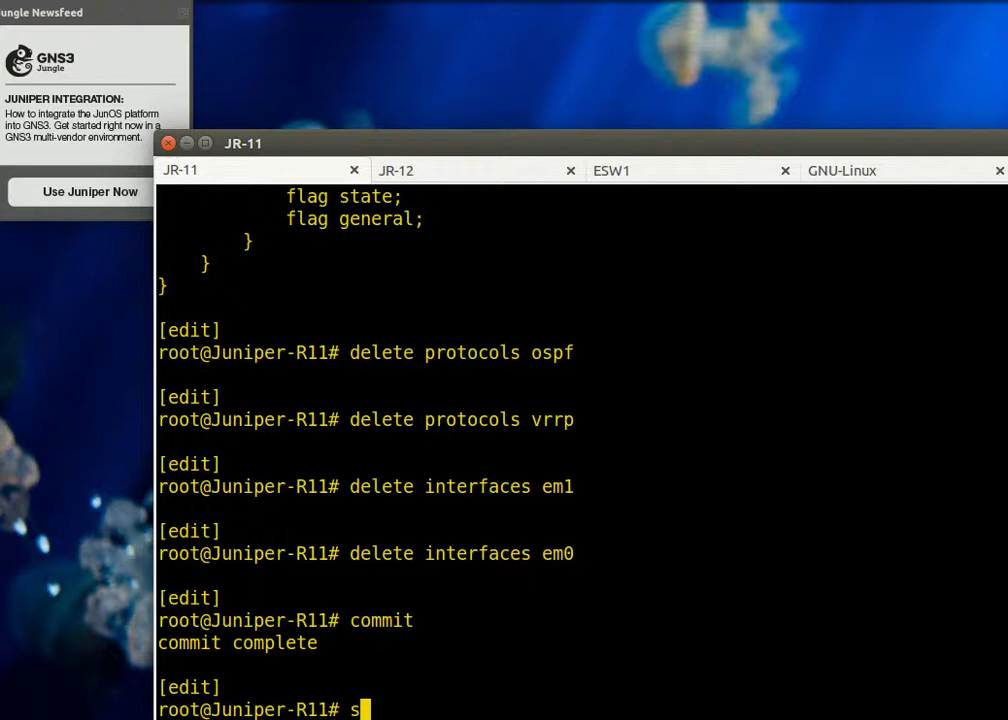 ungle Newsfeed
GNS3
Jungle
JUNIPER INTEGRATION:
How to integrate the JunOS platform
into GNS3. Get started right now in a
GNS3 multi-vendor environment.
Use Juniper Now
JR-11
JR-11
JR-12
ESW1
GNU-Linux
flag state;
flag general;
}
}
}
[edit]
root@Juniper-R11# delete protocols ospf
[edit]
root@Juniper-R11# delete protocols vrrp
[edit]
root@Juniper-R11# delete interfaces em1
[edit]
root@Juniper-R11# delete interfaces em0
[edit]
root@Juniper-R11# commit
commit complete
[edit]
root@Juniper-R11# s